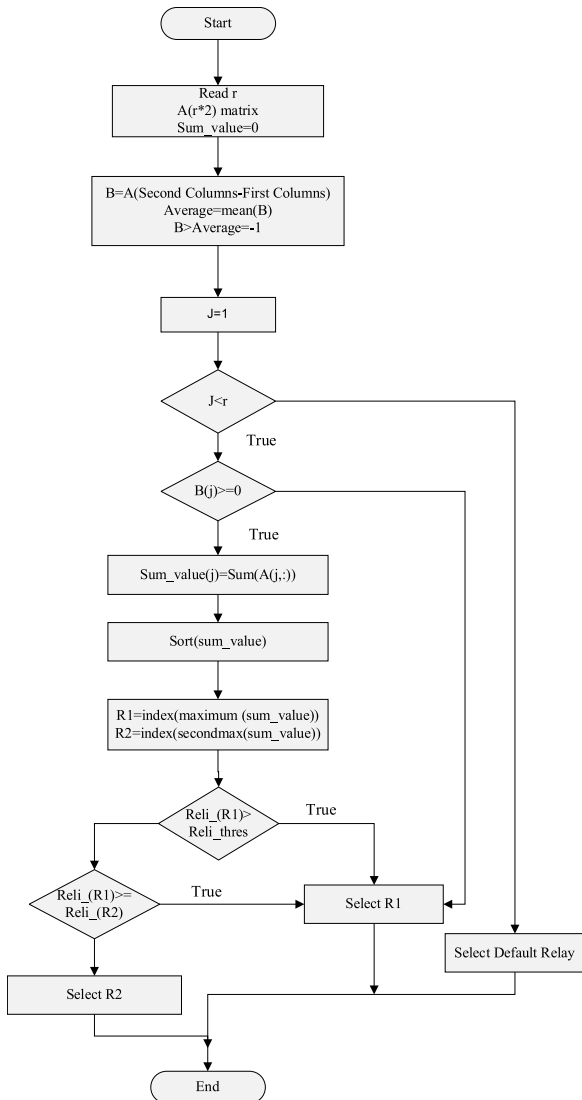 Start
Read r
A(r*2) matrix
Sum_value=0
B=A(Second Columns-First Columns)
Average=mean(B)
B>Average=-1
J=1
J<r
True
B(j)>=0
True
Sum_value(j)=Sum(A(j,:))
Sort(sum_value)
R1=index(maximum (sum_value))
R2=index(secondmax(sum_value))
Reli_(R1)>
Reli_thres
True
Reli_(R1)>=
Reli_(R2)
True
Select R1
Select Default Relay
Select R2
End